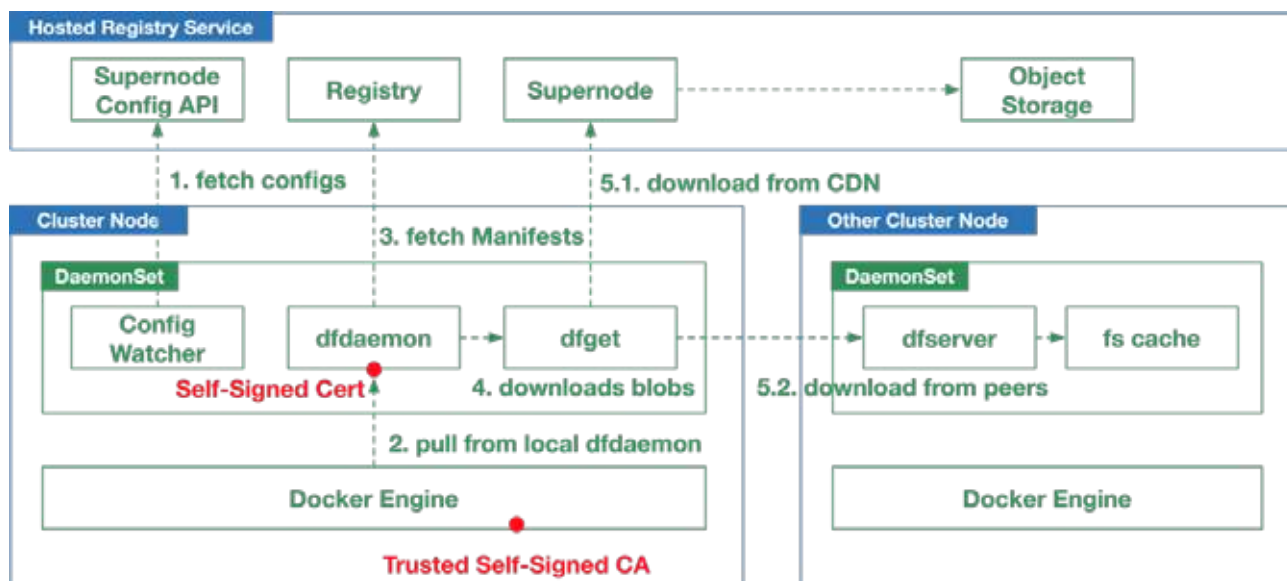 Hosted Registry Service
Supernode
Config API
Registry
Supernode
Object
Storage
1. fetch configs
5.1. download from CDN
Cluster Node
Other Cluster Node
3. fetch Manifests
DaemonSet
DaemonSet
Config
Watcher
dfdaemon
dfget
dfserver
fs cache
Self-Signed Cert
4. downloads blobs
5.2. download from peers
2. pull from local dfdaemon
Docker Engine
Docker Engine
Trusted Self-Signed CA